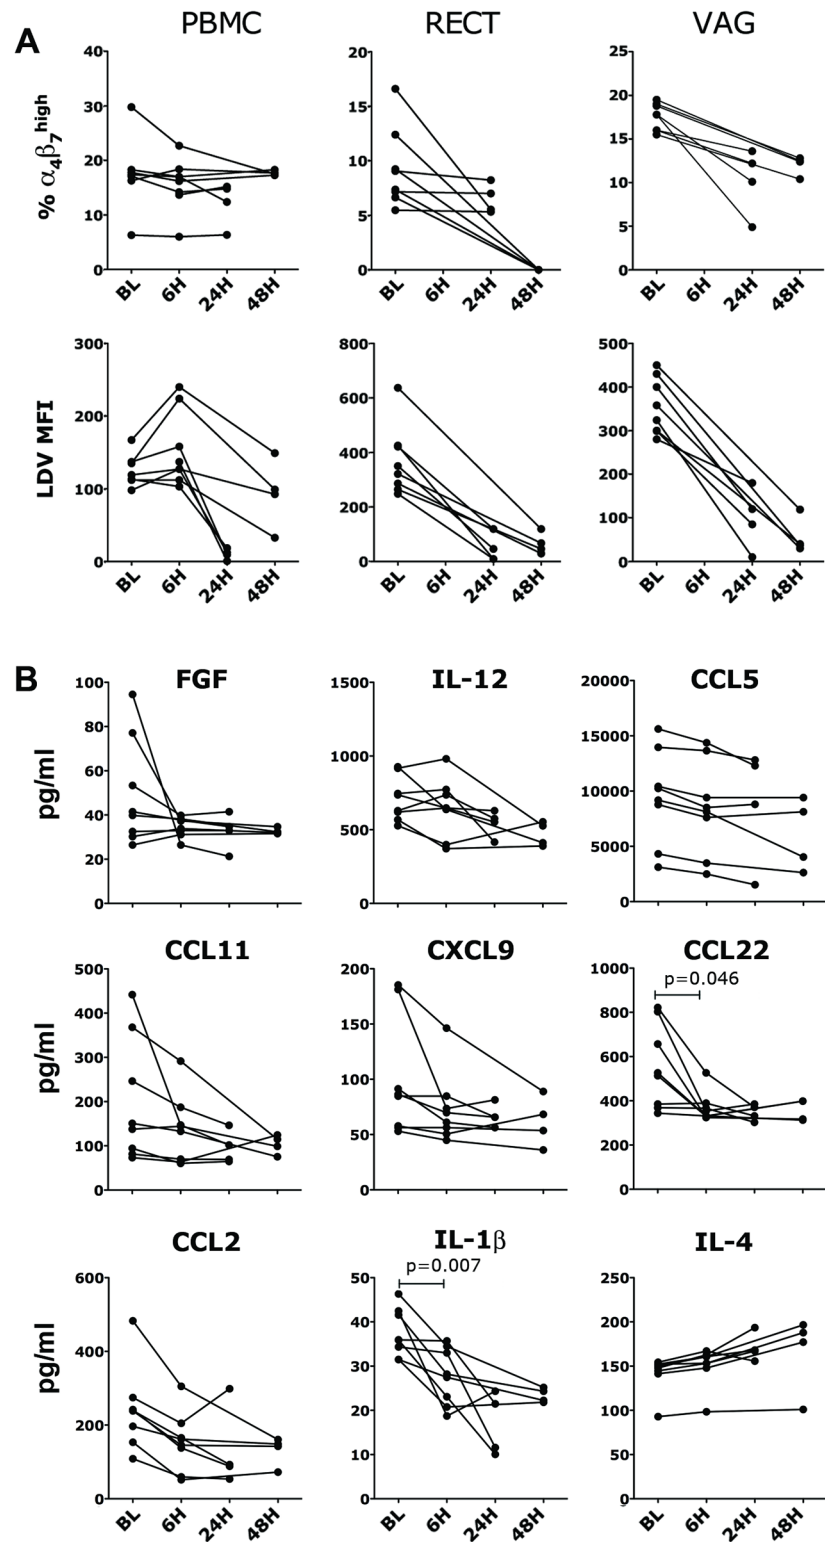 A
PBMC RECT VAG
% α4β7high
40 30 20 10 0
20 15 10 5 0
25 20 15 10 5 0
BL 6H 24H 48H
BL 6H 24H 48H
BL 6H 24H 48H
LDV MFI
300 200 100 0
800 600 400 200 0
500 400 300 200 100 0
BL 6H 24H 48H
BL 6H 24H 48H
BL 6H 24H 48H
B
FGF IL-12 CCL5
pg/ml
100 80 60 40 20 0
1500 1000 500 0
20000 15000 10000 5000 0
CCL11 CXCL9 CCL22
p=0.046
pg/ml
500 400 300 200 100 0
200 150 100 50 0
1000 800 600 400 200 0
CCL2 IL-1β IL-4
p=0.007
pg/ml
600 400 200 0
50 40 30 20 10 0
250 200 150 100 50 0
BL 6H 24H 48H
BL 6H 24H 48H
BL 6H 24H 48H